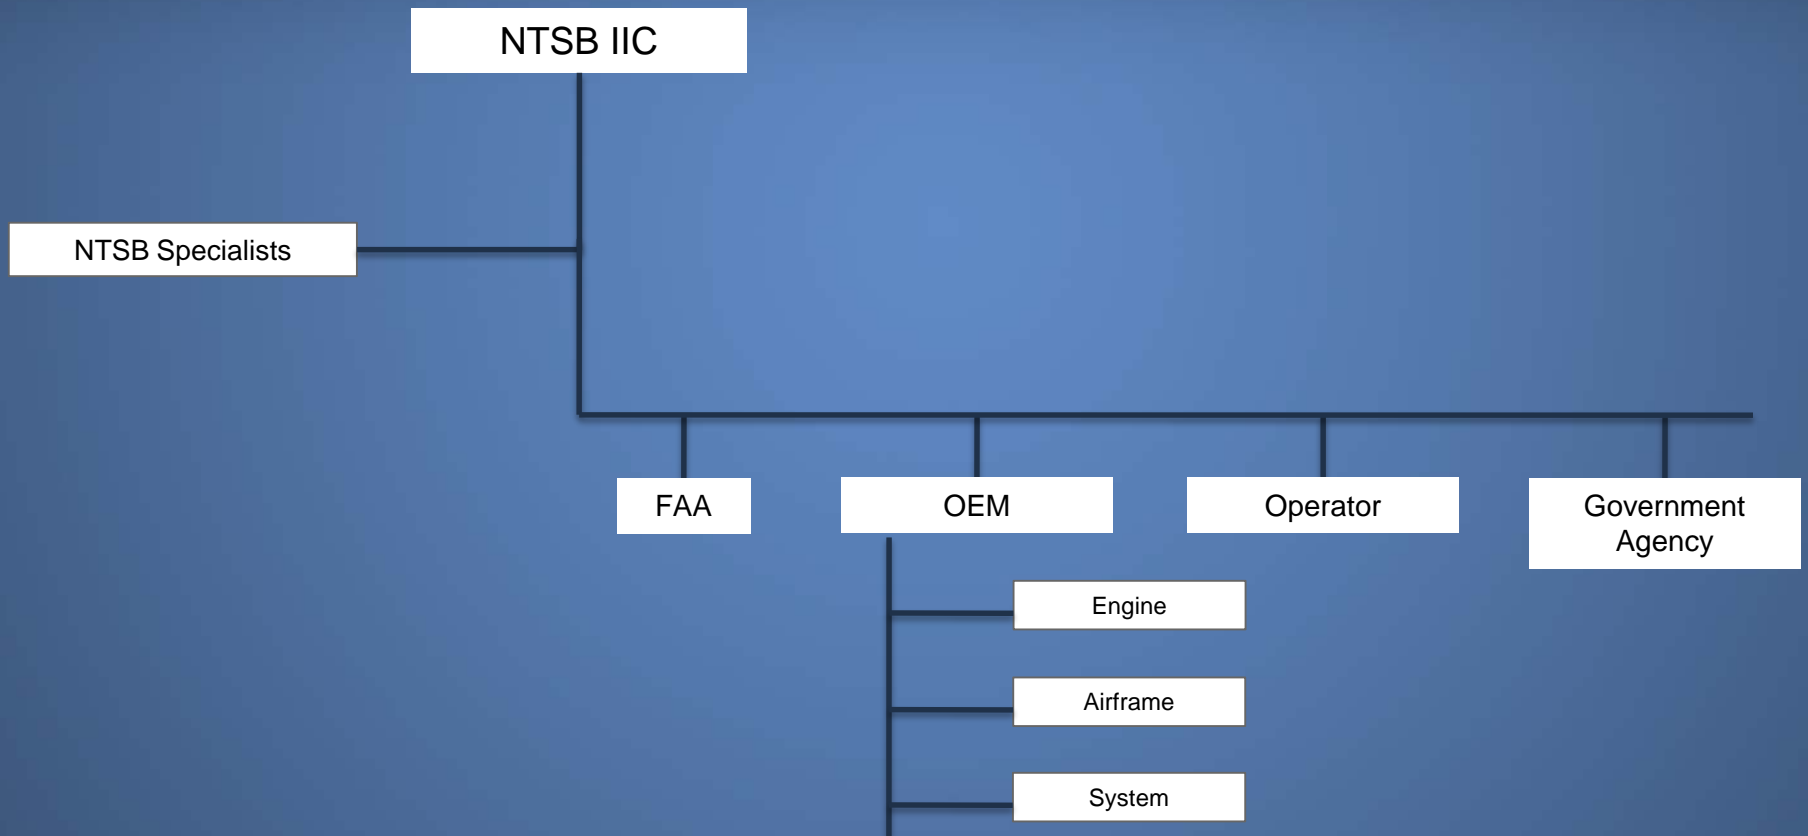 NTSB IIC
NTSB Specialists
FAA
OEM
Operator
Government
Agency
Engine
Airframe
System